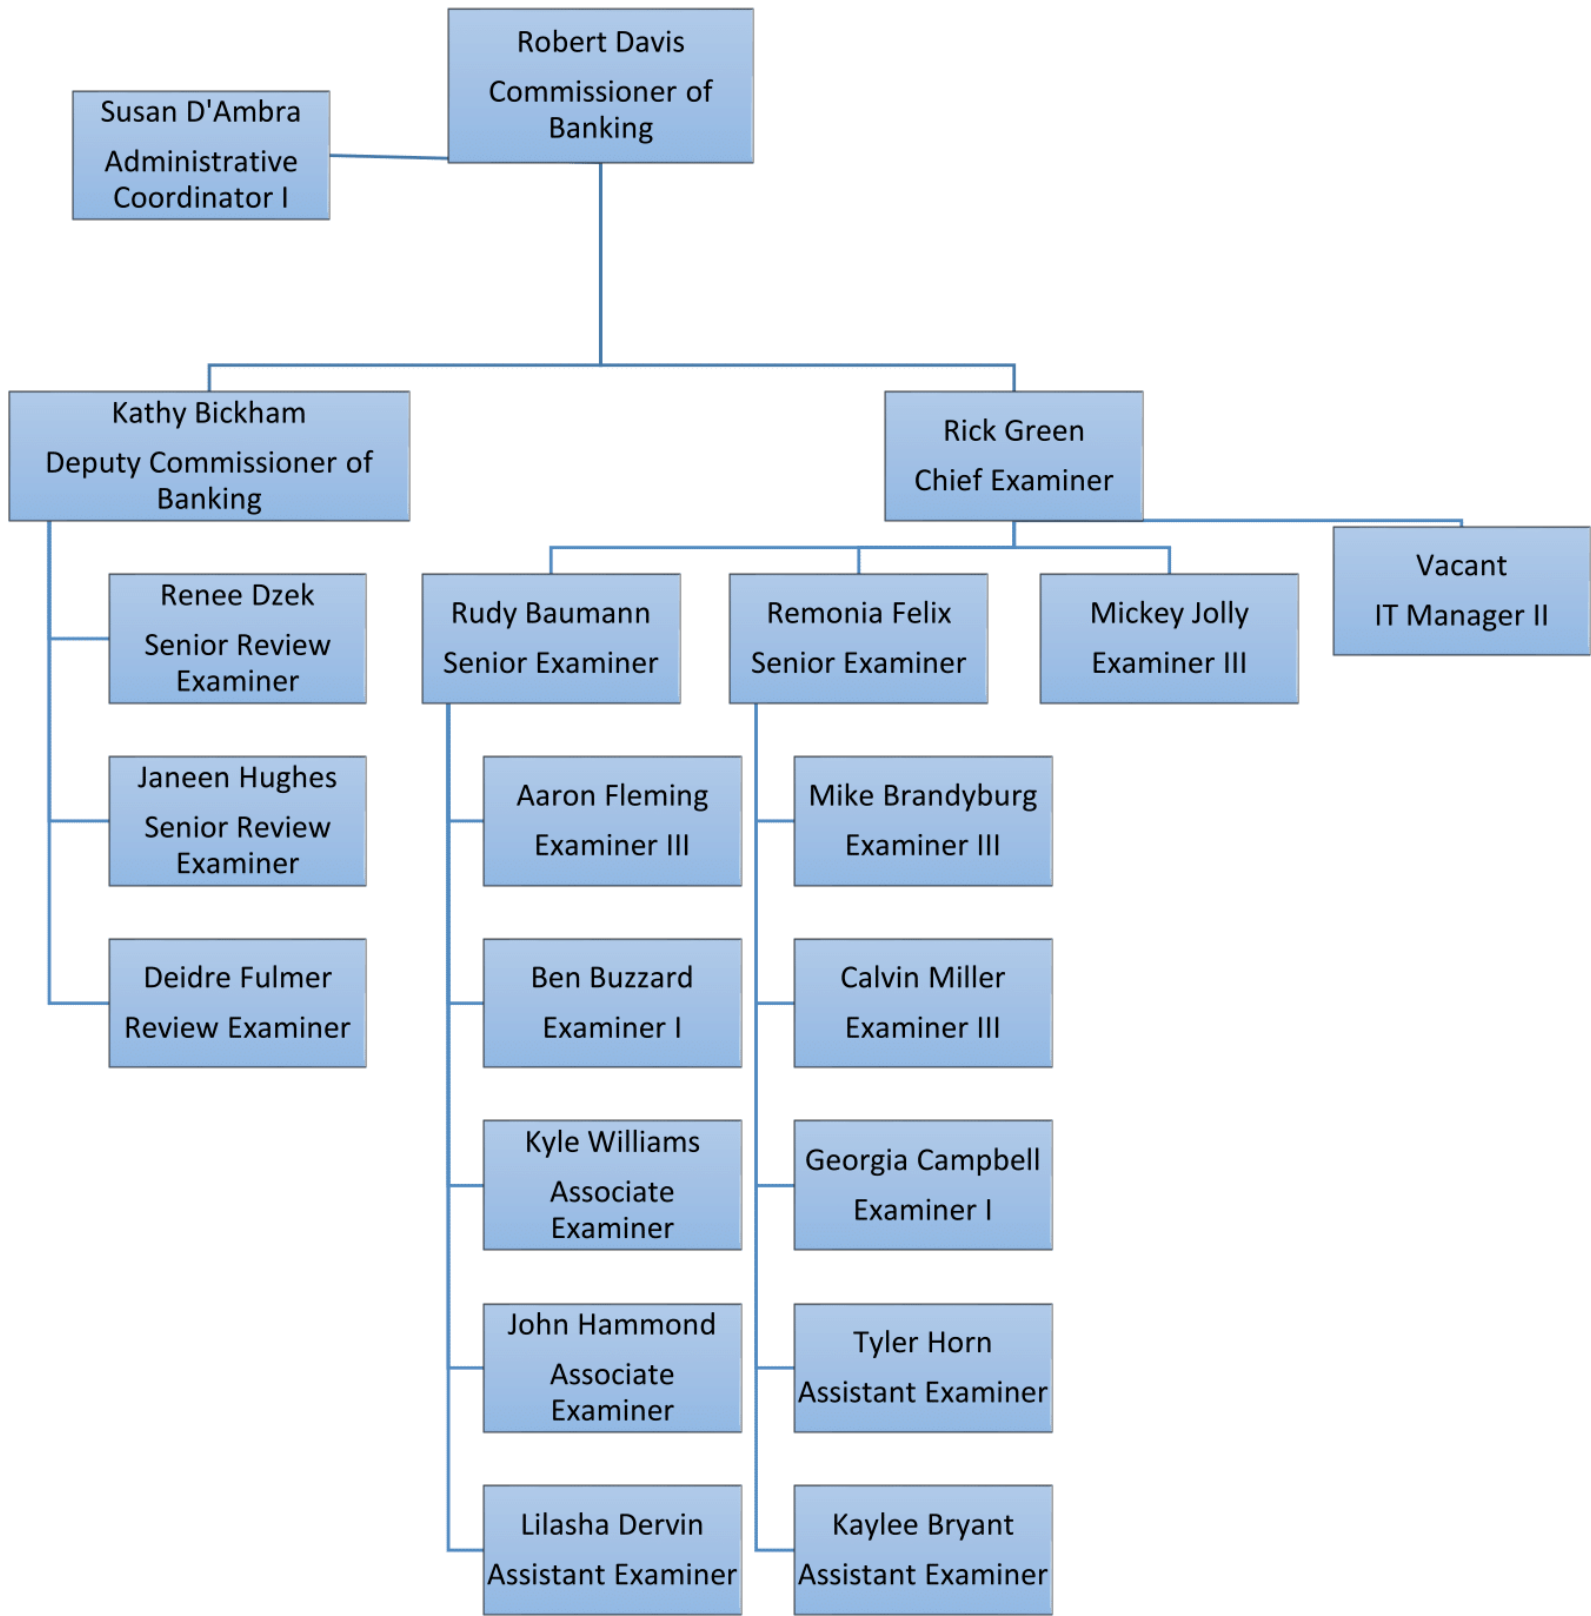 Robert Davis
Commissioner of
Banking
Susan D'Ambra
Administrative
Coordinator I
Kathy Bickham
Deputy Commissioner of
Banking
Rick Green
Chief Examiner
Vacant
IT Manager II
Renee Dzek
Senior Review
Examiner
Janeen Hughes
Senior Review
Examiner
Deidre Fulmer
Review Examiner
Rudy Baumann
Senior Examiner
Aaron Fleming
Examiner III
Ben Buzzard
Examiner I
Kyle Williams
Associate
Examiner
John Hammond
Associate
Examiner
Lilasha Dervin
Assistant Examiner
Remonia Felix
Senior Examiner
Mike Brandyburg
Examiner III
Calvin Miller
Examiner III
Georgia Campbell
Examiner I
Tyler Horn
Assistant Examiner
Kaylee Bryant
Assistant Examiner
Mickey Jolly
Examiner III